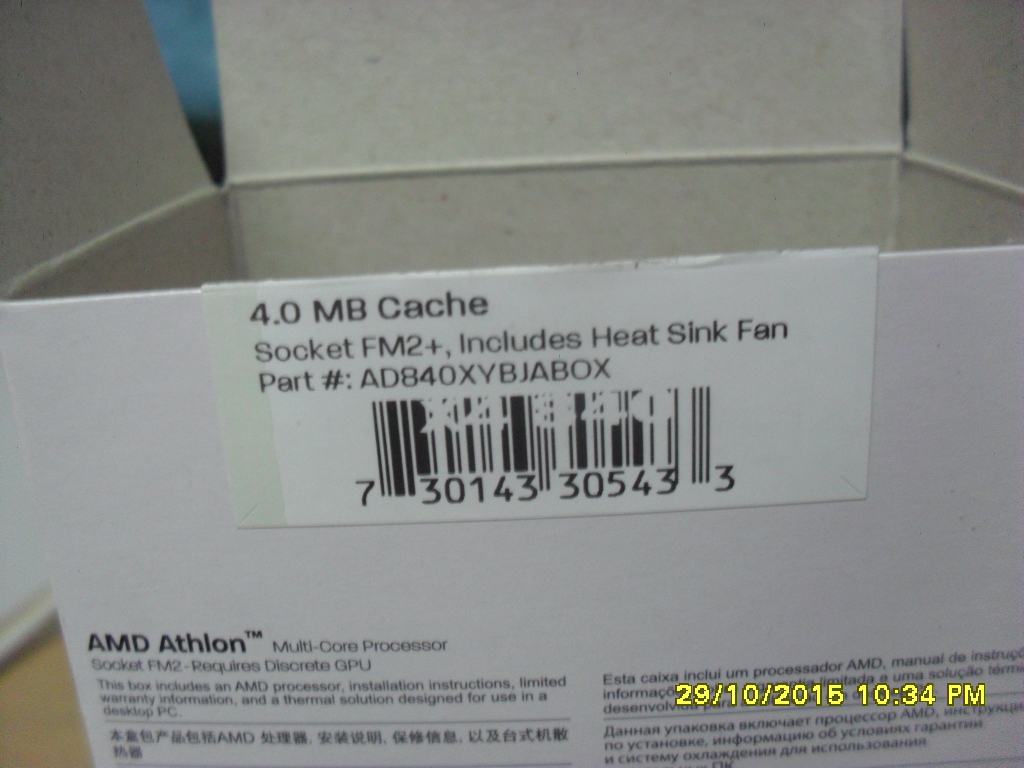 4.0 MB Cache
Socket FM2+, Includes Heat Sink Fan
Part #: AD840XYBJABOX
7 30143 30543 3
AMD Athlon™ Multi-Core Processor
Socket FM2-Requires Discrete GPU
This box includes an AMD processor, installation instructions, limited
warranty information, and a thermal solution designed for use in a
desktop PC.
本盒包产品包括AMD 处理器, 安装说明, 保修信息, 以及台式机散
热器
Esta caixa inclui um processador AMD, manual de
limitada a uma solução
29/10/2015 10:34 PM
Данная упаковка включает процессор AMD,
по установке, информацию об условиях гарантии
и систему охлаждения для использования